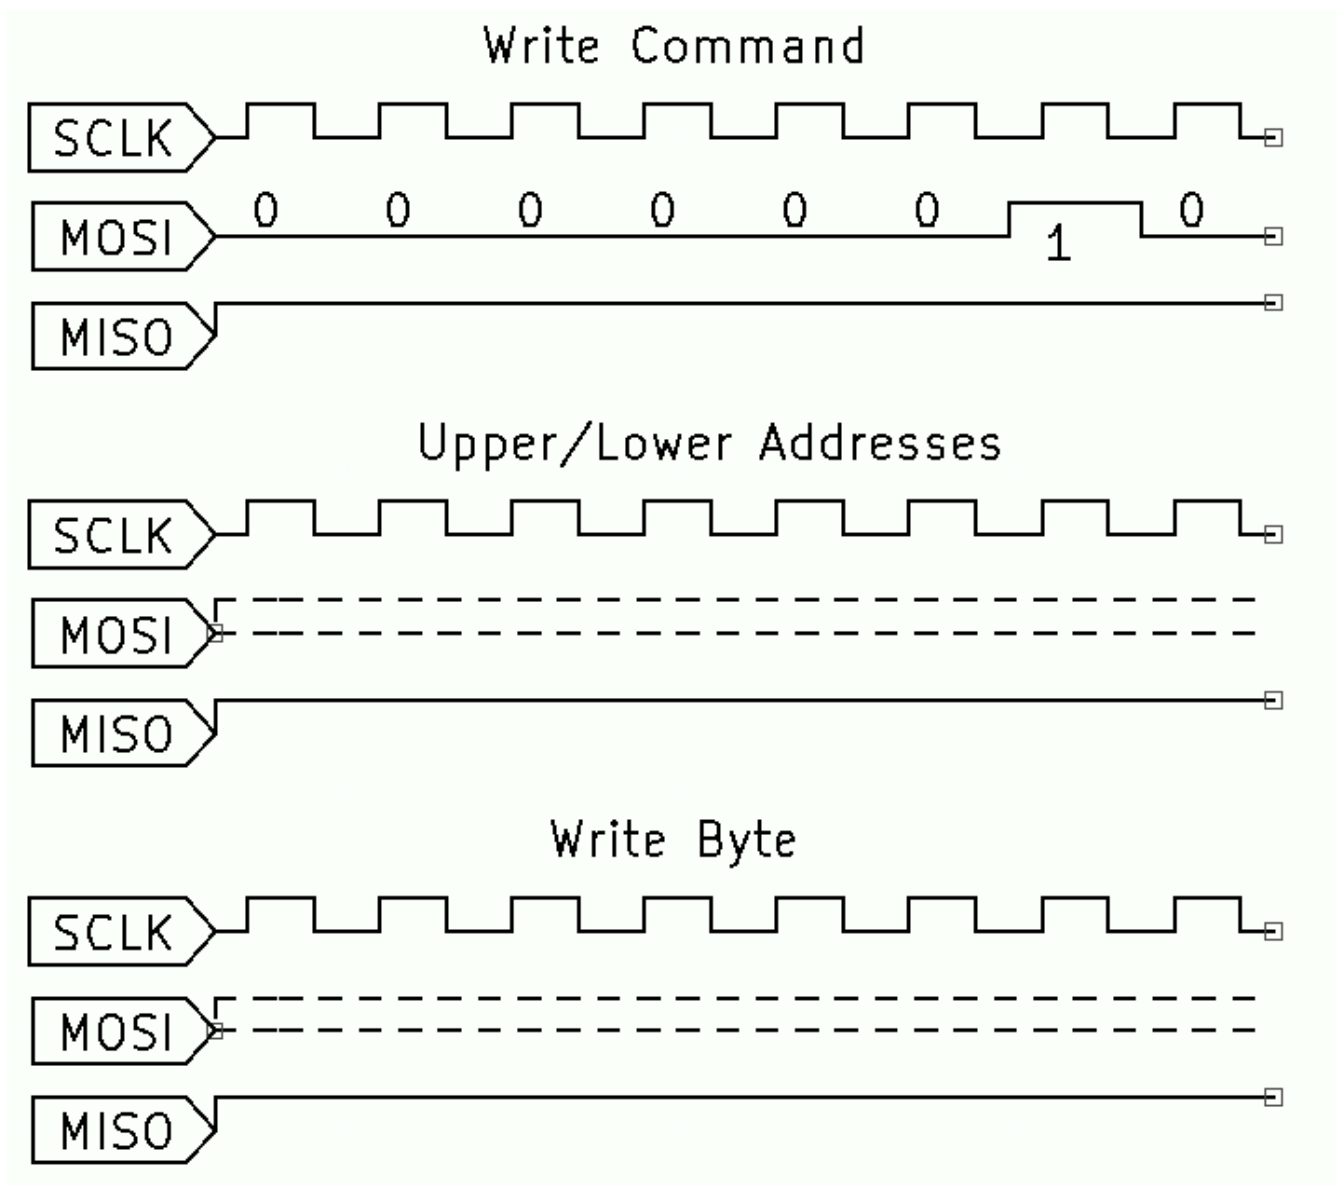 Write Command
SCLK
MOSI 0 0 0 0 0 0 1 0
MISO
Upper/Lower Addresses
SCLK
MOSI
MISO
Write Byte
SCLK
MOSI
MISO